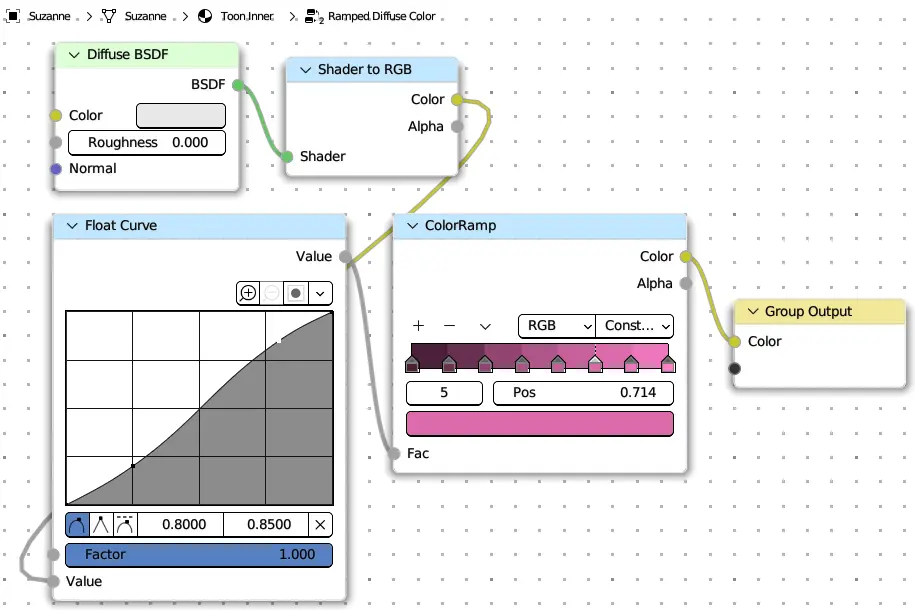 Suzanne > Suzanne > Toon.Inner > 2 Ramped Diffuse Color
Diffuse BSDF
BSDF
Color
Roughness 0.000
Normal
Shader to RGB
Color
Alpha
Shader
Float Curve
Value
0.8000 0.8500
Factor 1.000
Value
ColorRamp
Color
Alpha
RGB Const...
5 Pos 0.714
Fac
Group Output
Color